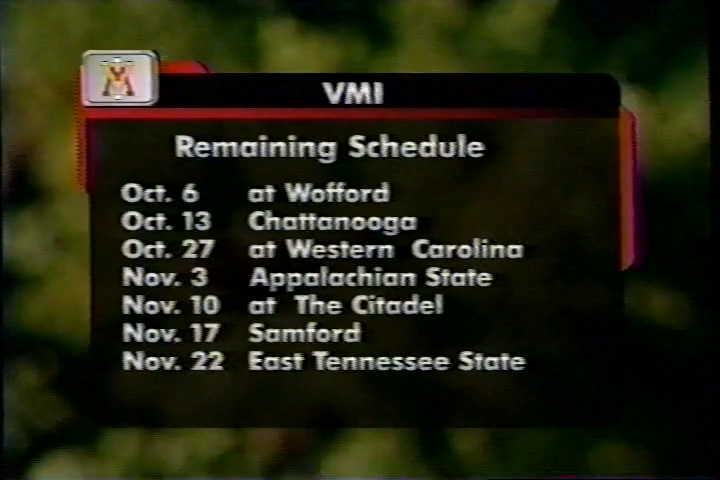 VMI
Remaining Schedule
Oct. 6 at Wofford
Oct. 13 Chattanooga
Oct. 27 at Western Carolina
Nov. 3 Appalachian State
Nov. 10 at The Citadel
Nov. 17 Samford
Nov. 22 East Tennessee State